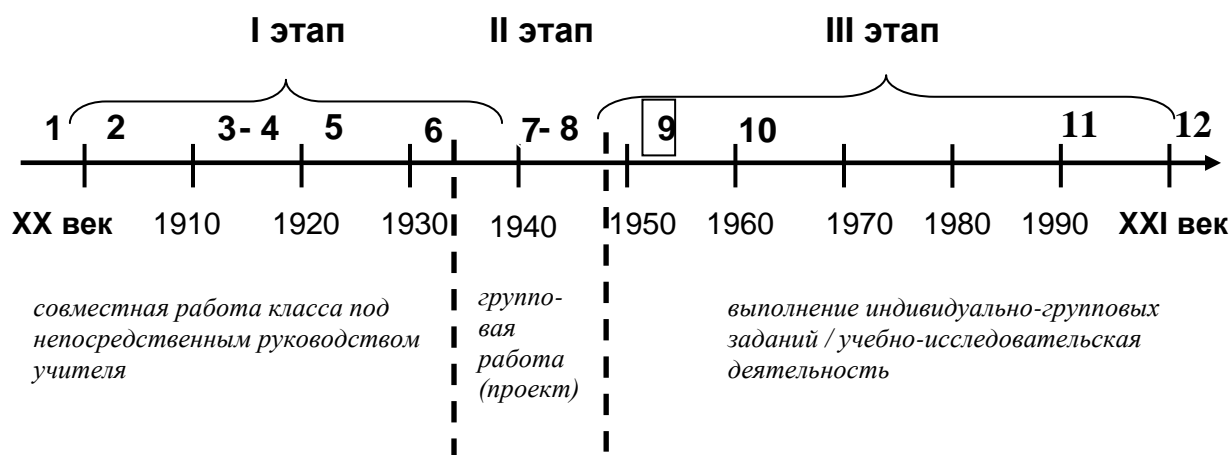 I этап II этап III этап
1 2 3- 4 5 6 7- 8 9 10 11 12
XX век 1910 1920 1930 1940 1950 1960 1970 1980 1990 XXI век
совместная работа класса под
непосредственным руководством
учителя
группо-
вая
работа
(проект)
выполнение индивидуально-групповых
заданий / учебно-исследовательская
деятельность